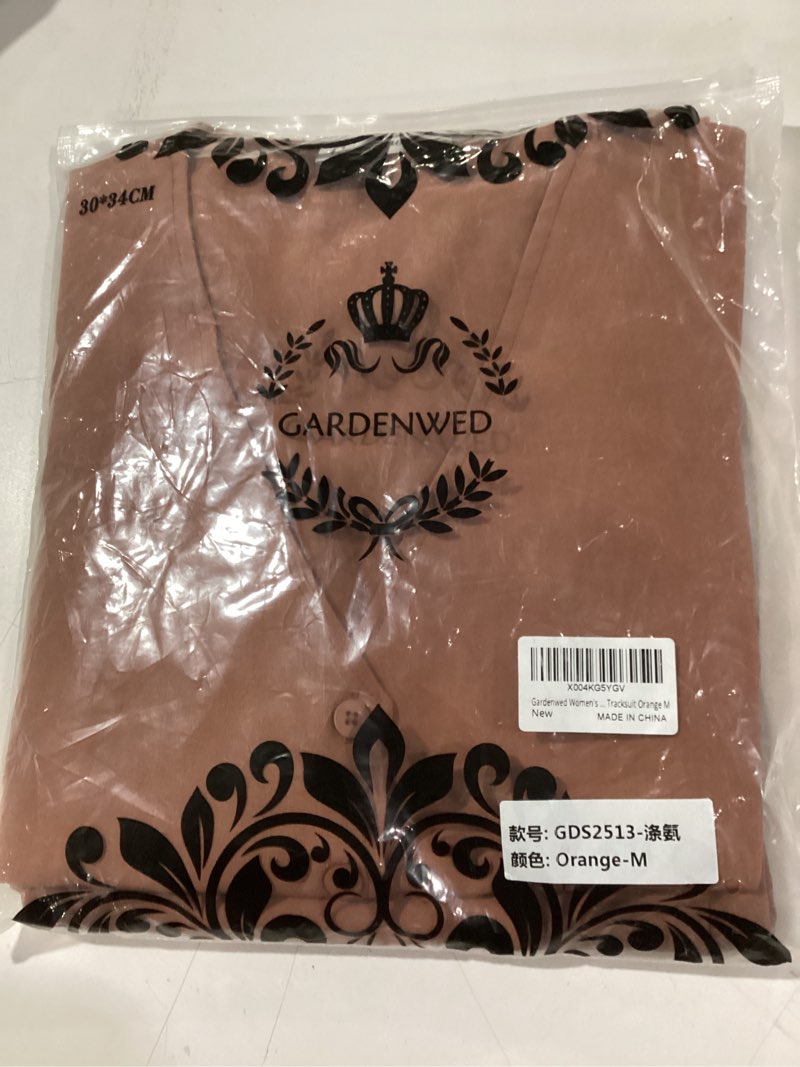 30*34CM
GARDENWED
X004KG5YGV
Gardenwed Women's ... Tracksuit Orange M
New MADE IN CHINA
款号: GDS2513-涤氨
颜色: Orange-M